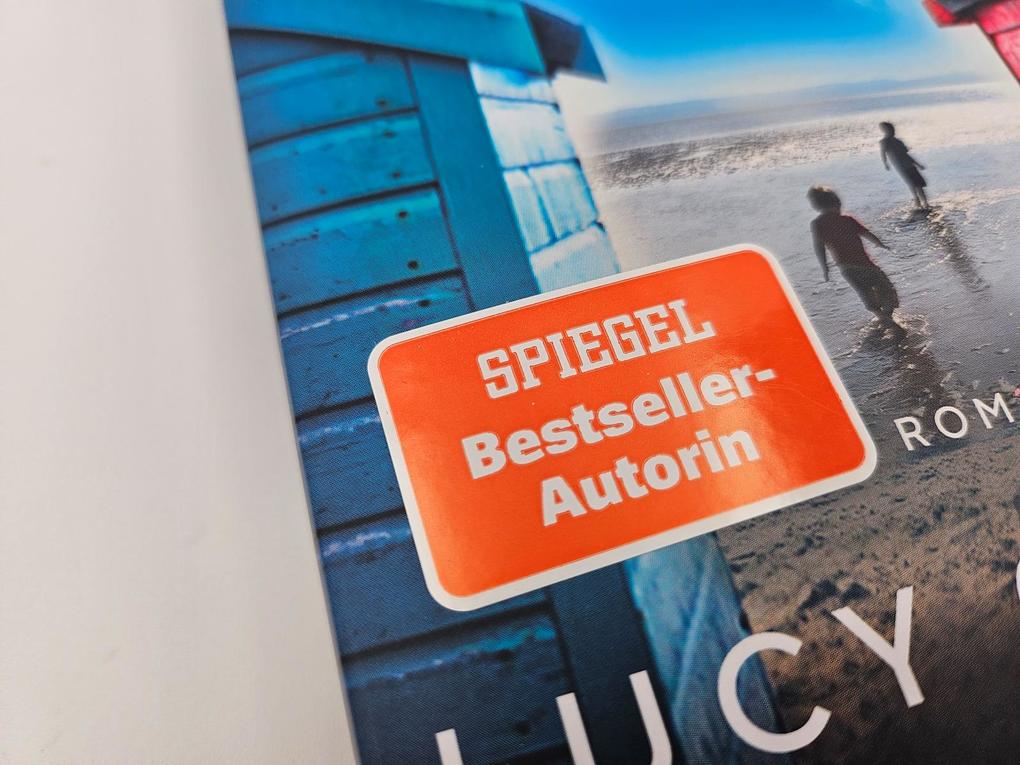 SPIEGEL
Bestseller-
Autorin
ROM
LUCY